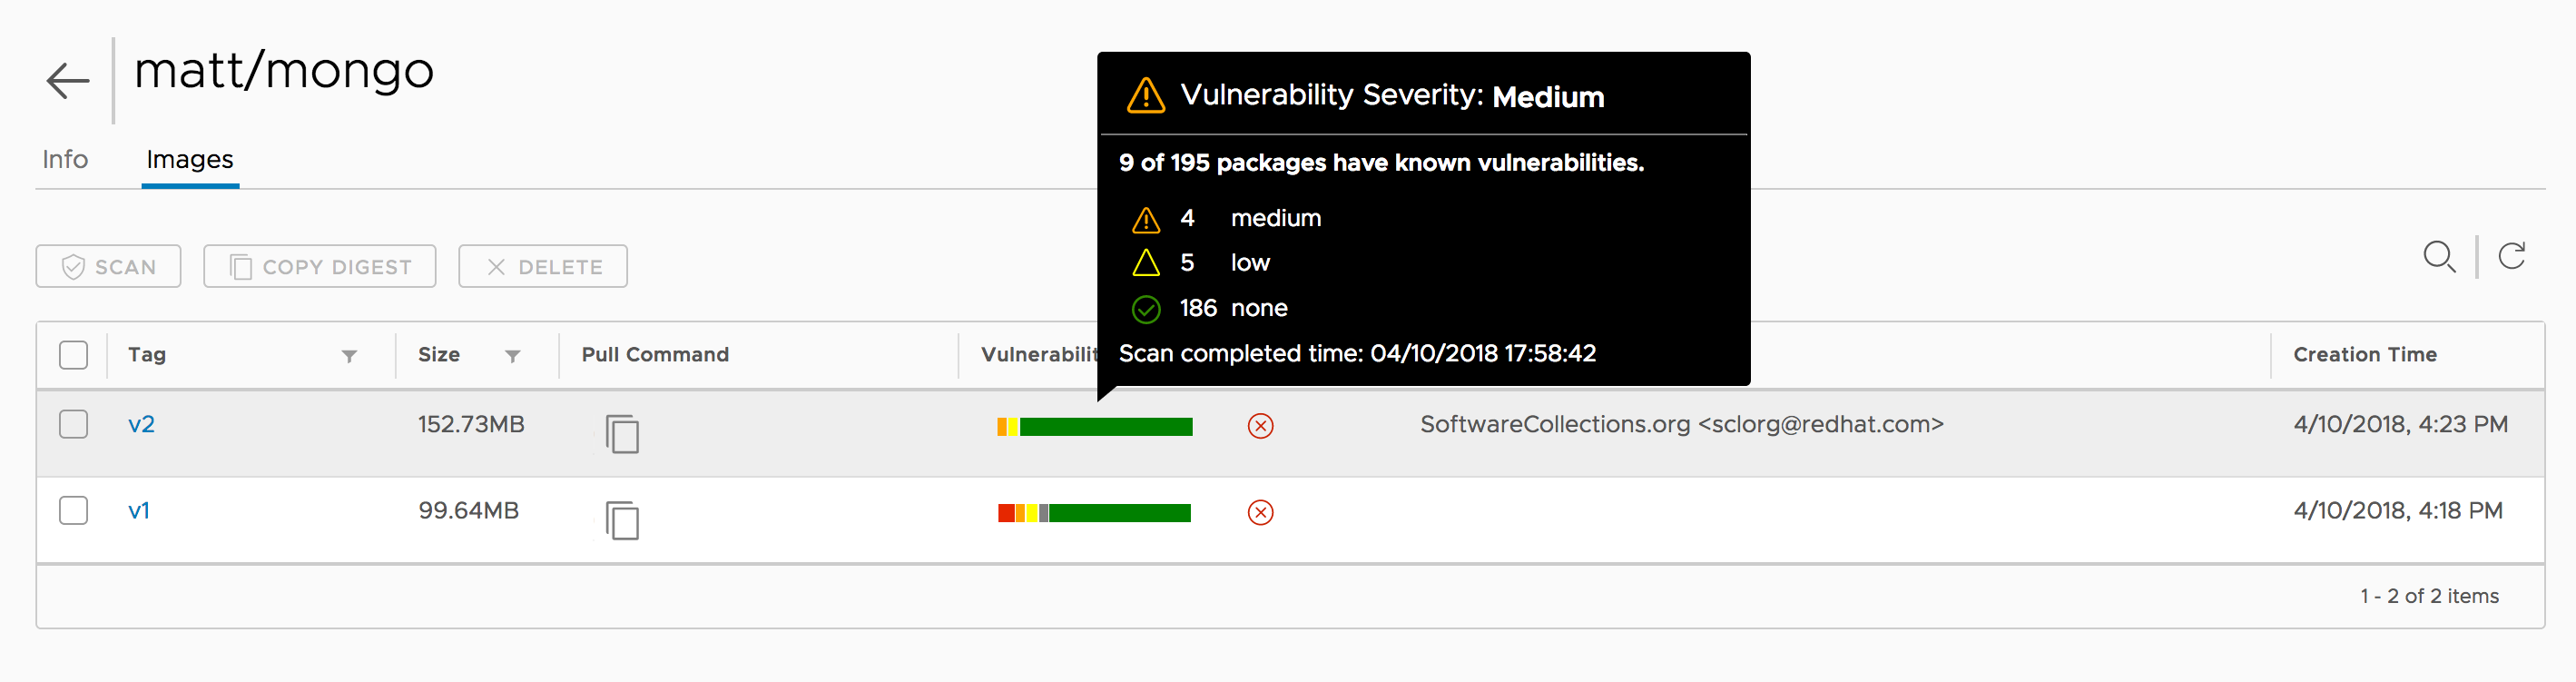 matt/mongo
Info Images
Vulnerability Severity: Medium
9 of 195 packages have known vulnerabilities.
4 medium
5 low
186 none
Scan completed time: 04/10/2018 17:58:42
SCAN COPY DIGEST DELETE
Tag Size Pull Command Vulnerabilit Creation Time
v2 152.73MB SoftwareCollections.org <sclorg@redhat.com> 4/10/2018, 4:23 PM
v1 99.64MB 4/10/2018, 4:18 PM
1 - 2 of 2 items